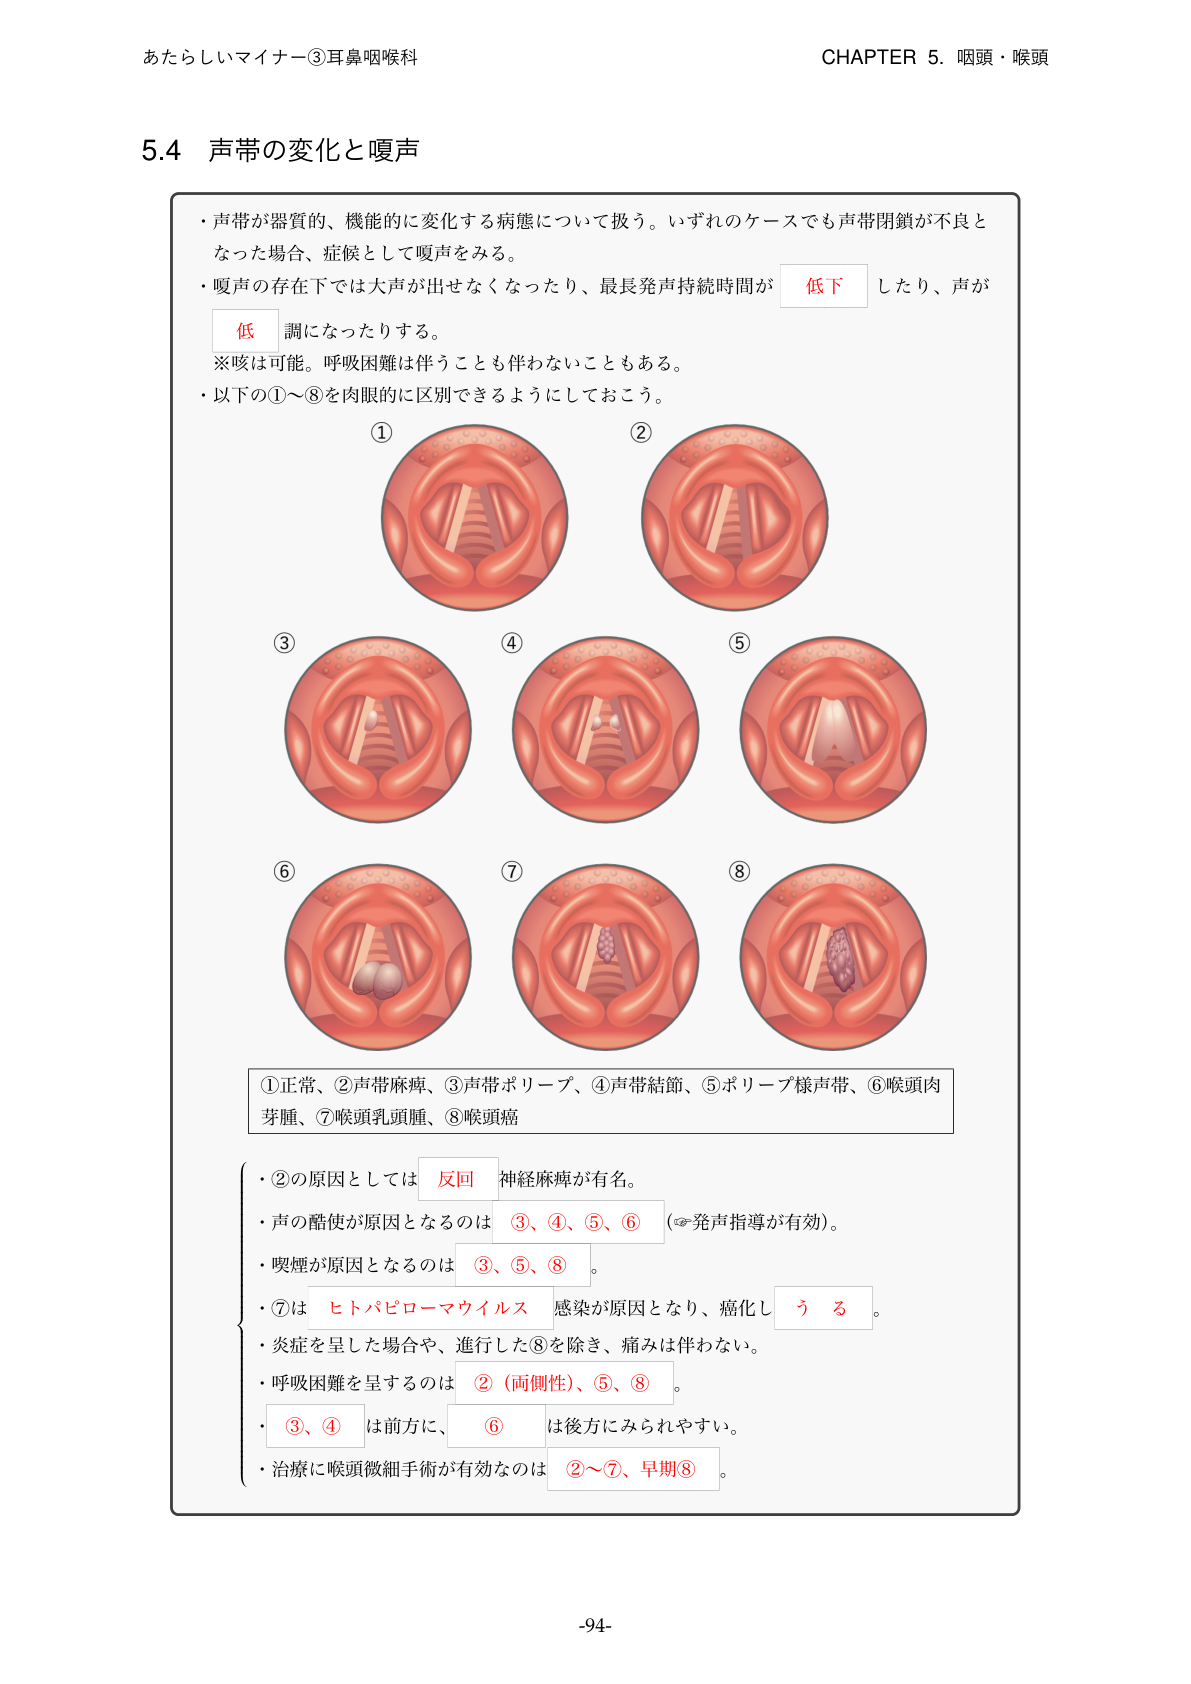 あたらしいマイナー③耳鼻咽喉科
CHAPTER 5. 咽頭・喉頭
5.4 声帯の変化と嗄声
・声帯が器質的、機能的に変化する病態について扱う。いずれのケースでも声帯閉鎖が不良と
なった場合、症候として嗄声をみる。
・嗄声の存在下では大声が出せなくなったり、最長発声持続時間が 低下 したり、声が
低 調になったりする。
※咳は可能。呼吸困難は伴うことも伴わないこともある。
・以下の①〜⑧を肉眼的に区別できるようにしておこう。
① ②
③ ④ ⑤
⑥ ⑦ ⑧
①正常、②声帯麻痺、③声帯ポリープ、④声帯結節、⑤ポリープ様声帯、⑥喉頭肉
芽腫、⑦喉頭乳頭腫、⑧喉頭癌
・②の原因としては 反回 神経麻痺が有名。
・声の酷使が原因となるのは ③、④、⑤、⑥ (☞発声指導が有効)。
・喫煙が原因となるのは ③、⑤、⑧ 。
・⑦は ヒトパピローマウイルス 感染が原因となり、癌化し う る 。
・炎症を呈した場合や、進行した⑧を除き、痛みは伴わない。
・呼吸困難を呈するのは ②（両側性）、⑤、⑧ 。
・ ③、④ は前方に、 ⑥ は後方にみられやすい。
・治療に喉頭微細手術が有効なのは ②〜⑦、早期⑧ 。
-94-